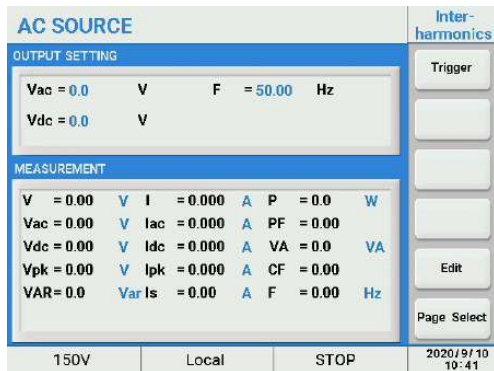 AC SOURCE
Inter-
harmonics
OUTPUT SETTING
Vac = 0.0 V F = 50.00 Hz
Vdc = 0.0 V
Trigger
MEASUREMENT
V = 0.00 V I = 0.000 A P = 0.0 W
Vac = 0.00 V Iac = 0.000 A PF = 0.00
Vdc = 0.00 V Idc = 0.000 A VA = 0.0 VA
Vpk = 0.00 V Ipk = 0.000 A CF = 0.00
VAR= 0.0 Var Is = 0.00 A F = 0.00 Hz
Edit
Page Select
150V Local STOP 2020/9/10
10:41